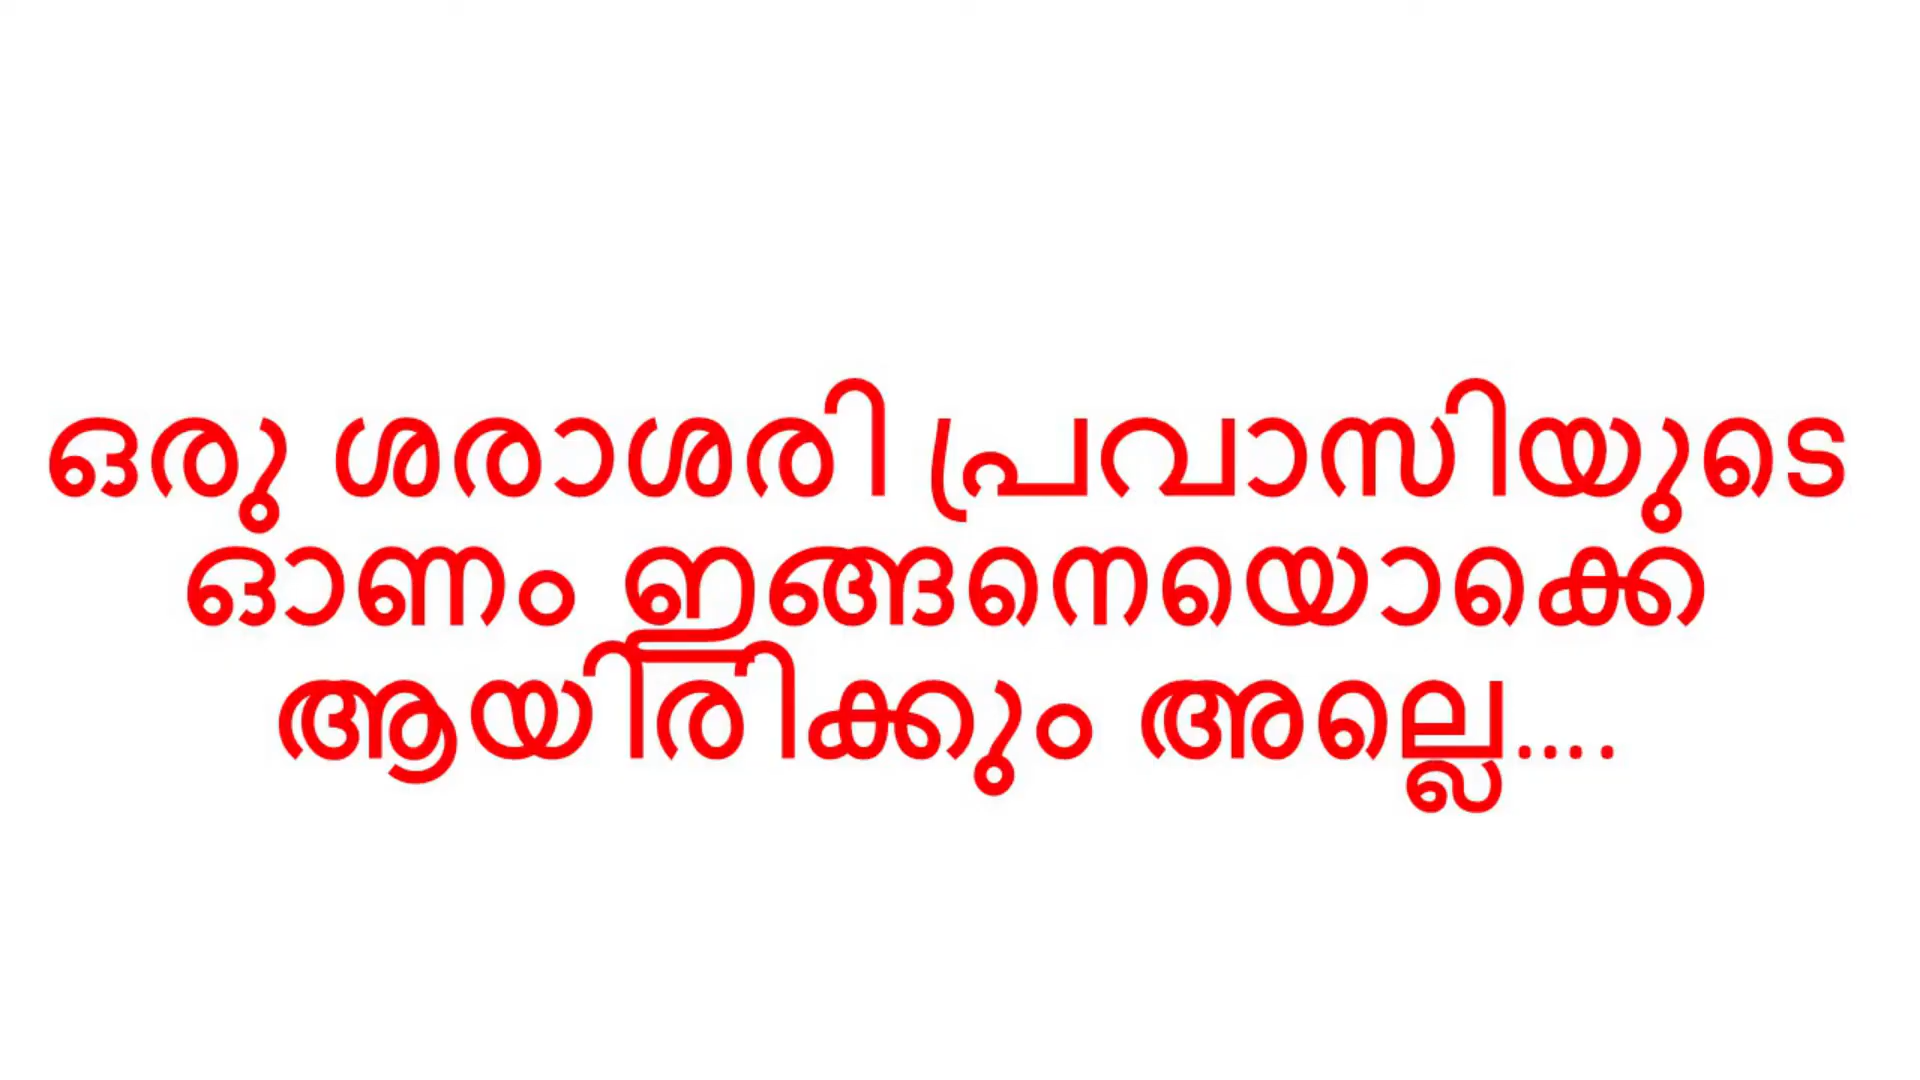 ഒരു ശരാശരി പ്രവാസിയുടെ
ഓണം ഇങ്ങനെയൊക്കെ
ആയിരിക്കും അല്ലെ....